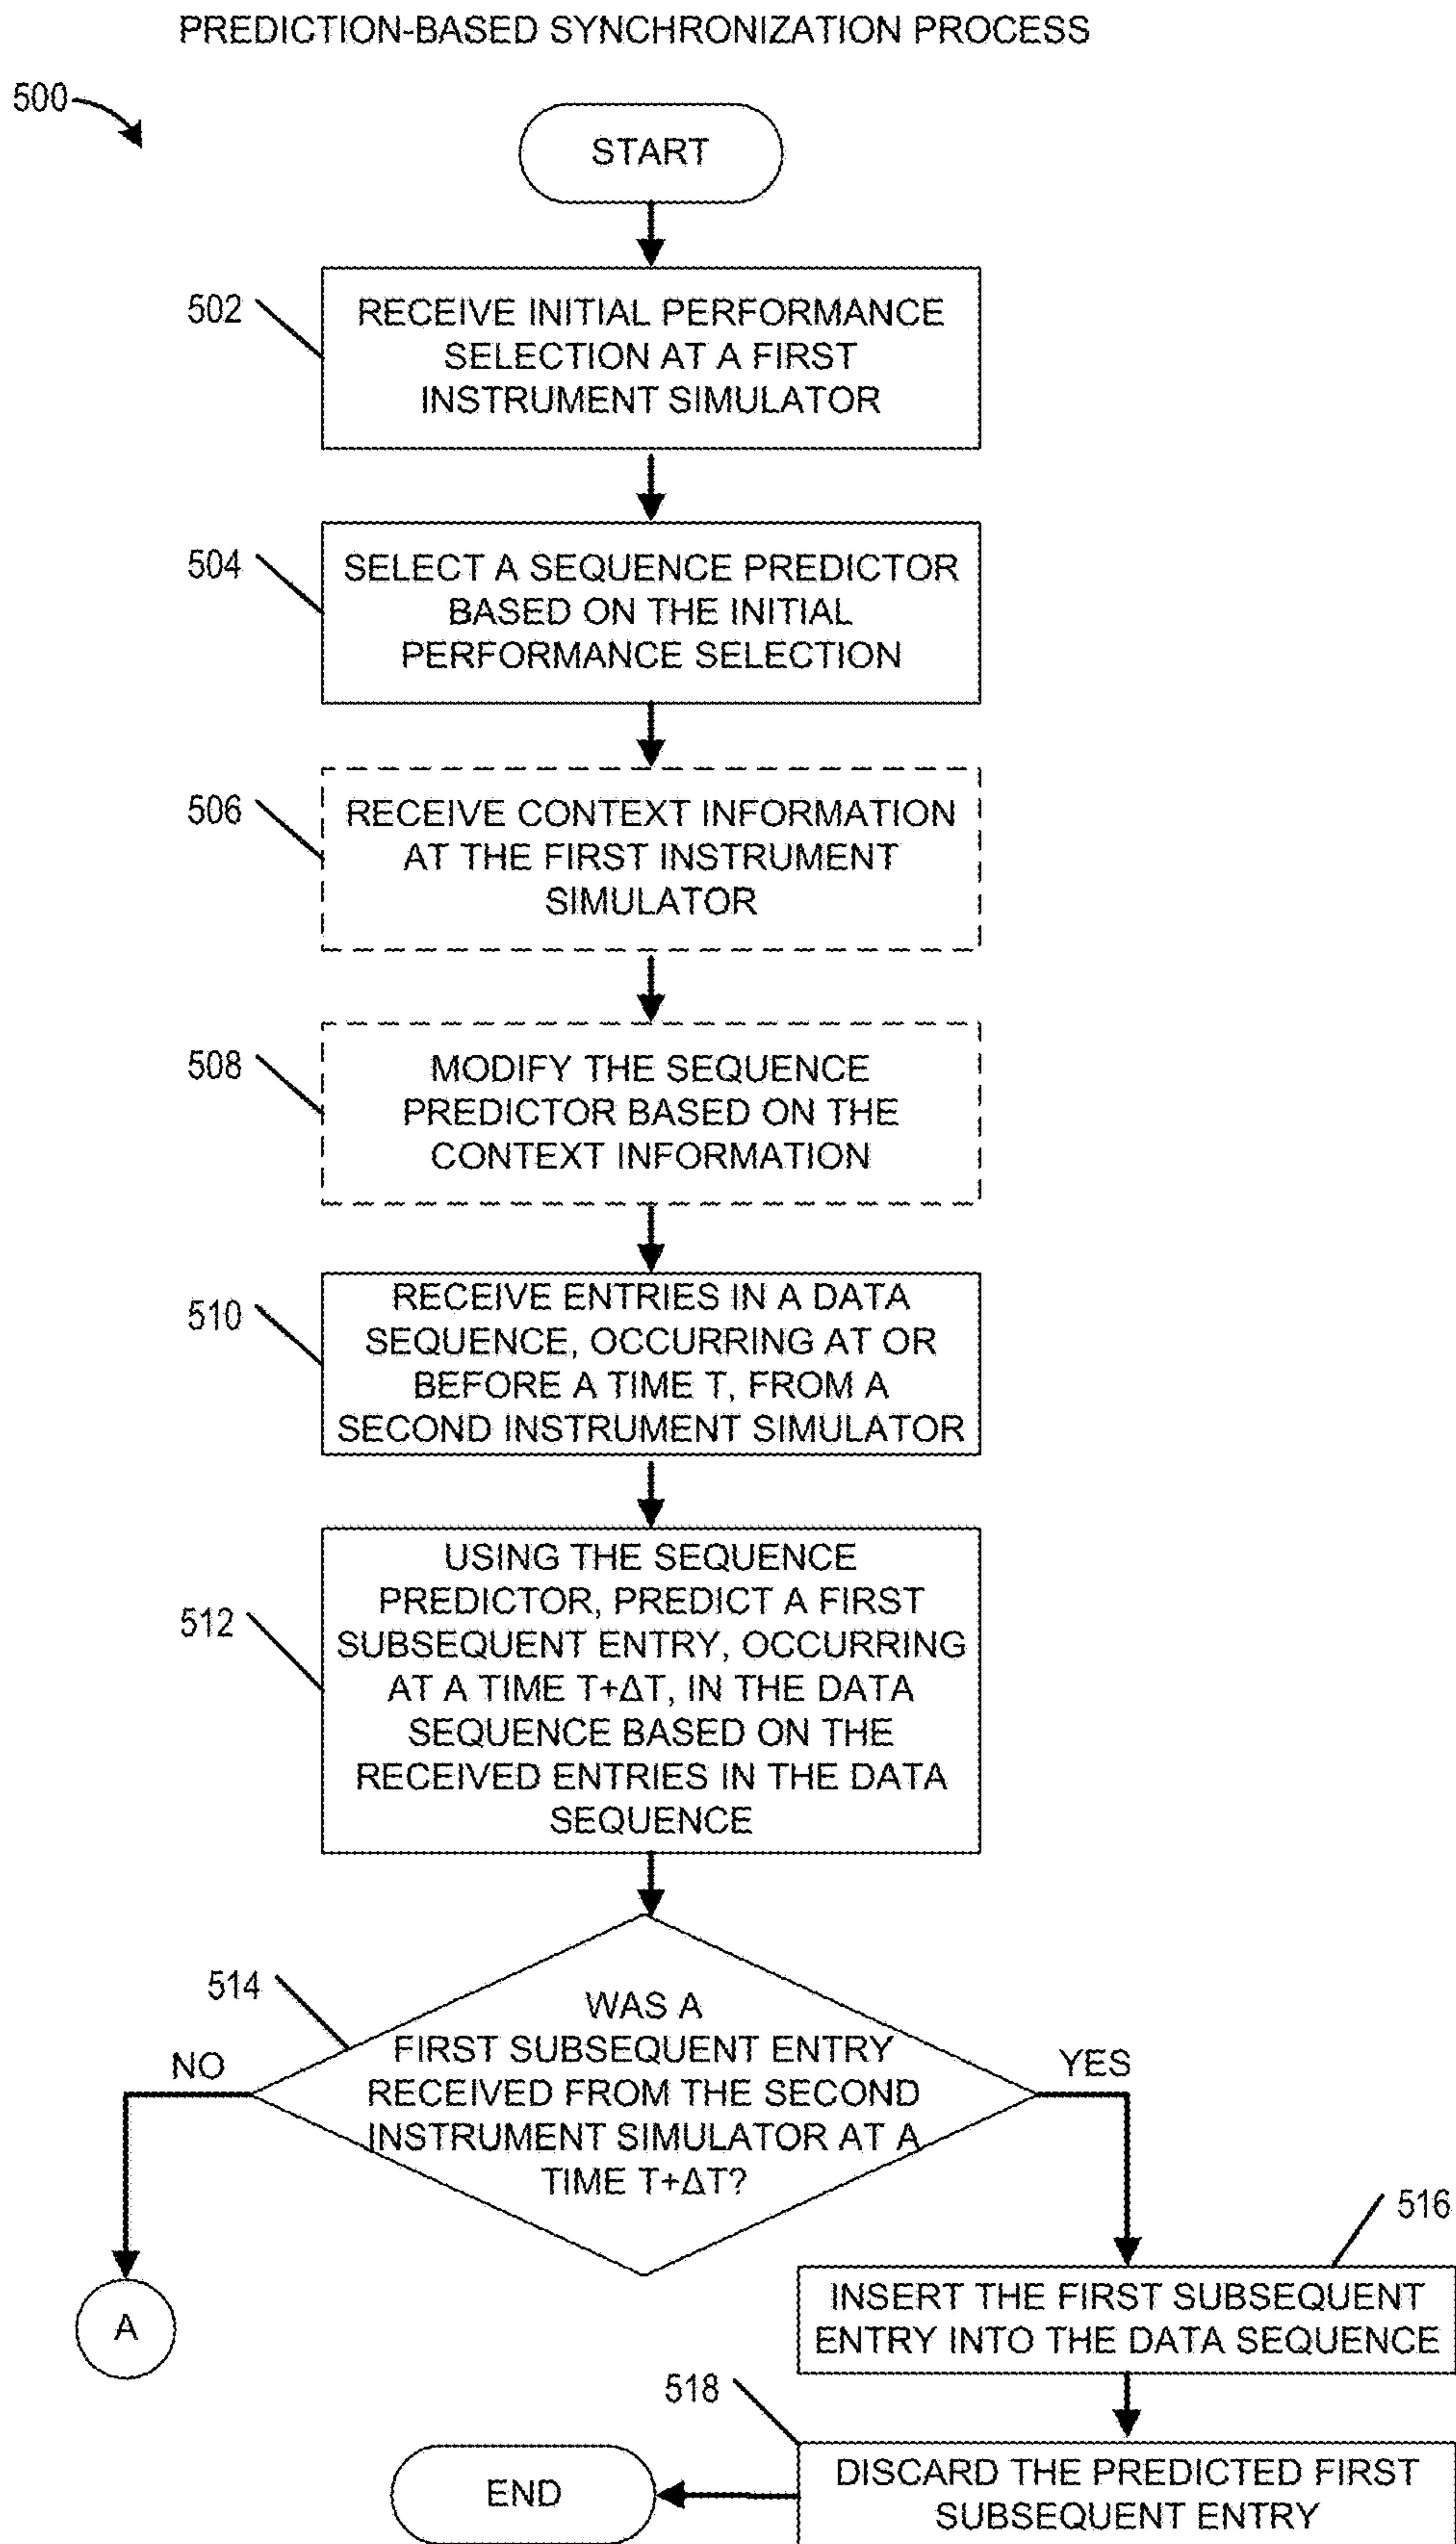 PREDICTION-BASED SYNCHRONIZATION PROCESS
500
START
502
RECEIVE INITIAL PERFORMANCE
SELECTION AT A FIRST
INSTRUMENT SIMULATOR
504
SELECT A SEQUENCE PREDICTOR
BASED ON THE INITIAL
PERFORMANCE SELECTION
506
RECEIVE CONTEXT INFORMATION
AT THE FIRST INSTRUMENT
SIMULATOR
508
MODIFY THE SEQUENCE
PREDICTOR BASED ON THE
CONTEXT INFORMATION
510
RECEIVE ENTRIES IN A DATA
SEQUENCE, OCCURRING AT OR
BEFORE A TIME T, FROM A
SECOND INSTRUMENT SIMULATOR
512
USING THE SEQUENCE
PREDICTOR, PREDICT A FIRST
SUBSEQUENT ENTRY, OCCURRING
AT A TIME T+ΔT, IN THE DATA
SEQUENCE BASED ON THE
RECEIVED ENTRIES IN THE DATA
SEQUENCE
514
WAS A
FIRST SUBSEQUENT ENTRY
RECEIVED FROM THE SECOND
INSTRUMENT SIMULATOR AT A
TIME T+ΔT?
NO
YES
A
516
INSERT THE FIRST SUBSEQUENT
ENTRY INTO THE DATA SEQUENCE
518
DISCARD THE PREDICTED FIRST
SUBSEQUENT ENTRY
END